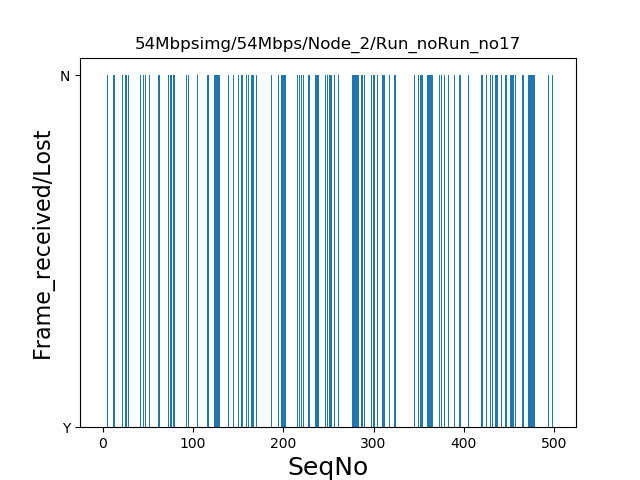 54Mbpsimg/54Mbps/Node_2/Run_noRun_no17
N
Frame_received/Lost
Y
0 100 200 300 400 500
SeqNo